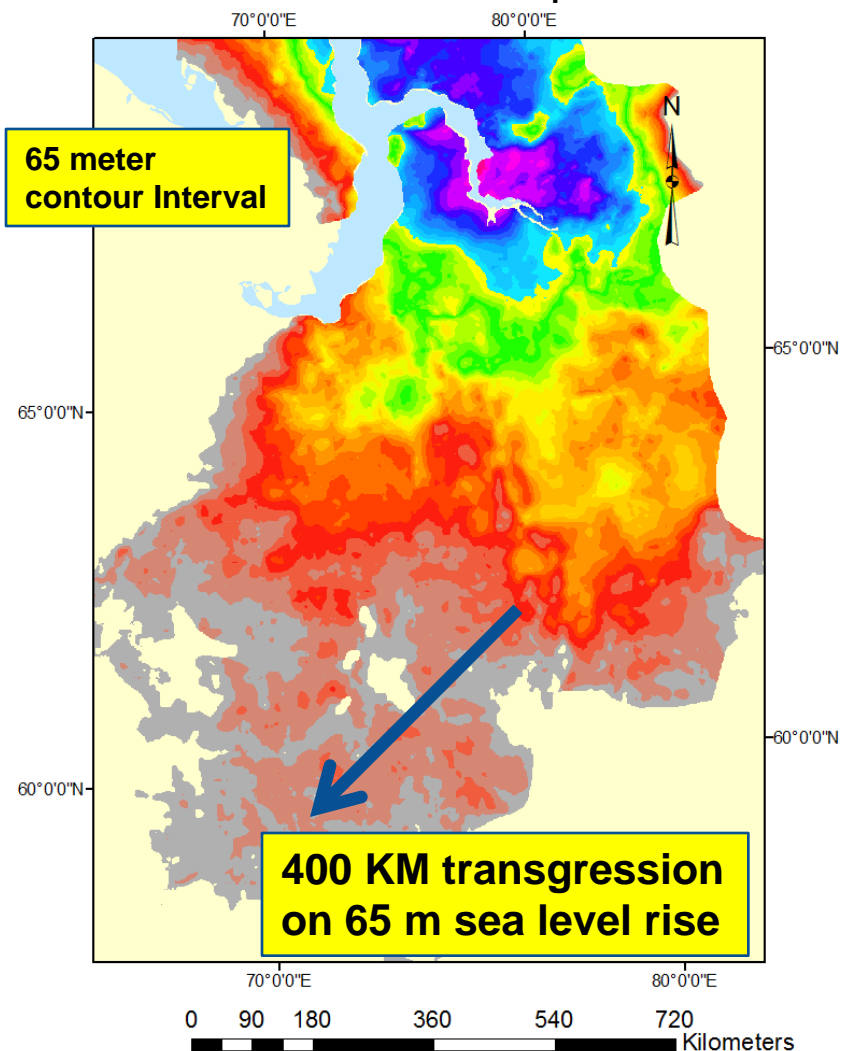 70°0'0"E 80°0'0"E
N
65 meter
contour Interval
65°0'0"N
65°0'0"N
60°0'0"N
60°0'0"N
400 KM transgression
on 65 m sea level rise
70°0'0"E 80°0'0"E
0 90 180 360 540 720
Kilometers